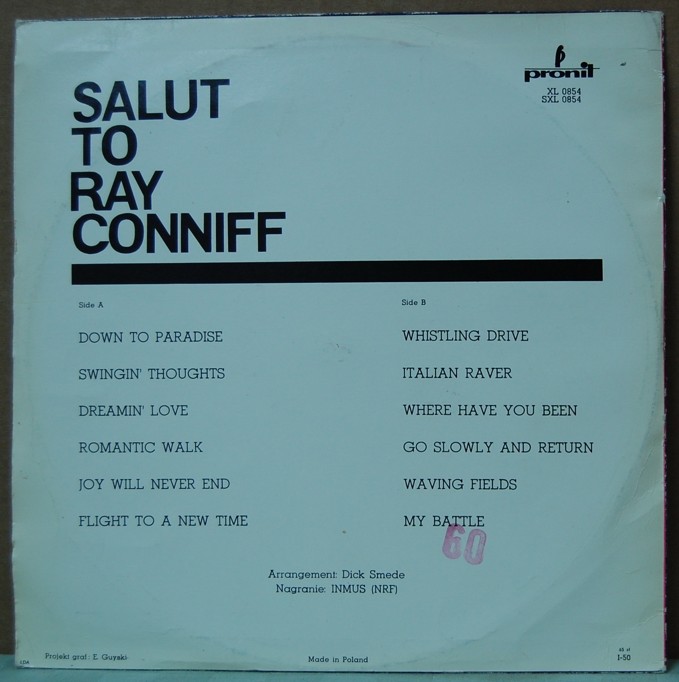 pronit
XL 0854
SXL 0854
SALUT
TO
RAY
CONNIFF
Side A
DOWN TO PARADISE
SWINGIN' THOUGHTS
DREAMIN' LOVE
ROMANTIC WALK
JOY WILL NEVER END
FLIGHT TO A NEW TIME
Side B
WHISTLING DRIVE
ITALIAN RAVER
WHERE HAVE YOU BEEN
GO SLOWLY AND RETURN
WAVING FIELDS
MY BATTLE
60
Arrangement: Dick Smede
Nagranie: INMUS (NRF)
Projekt graf: E. Guyski
Made in Poland
I-50